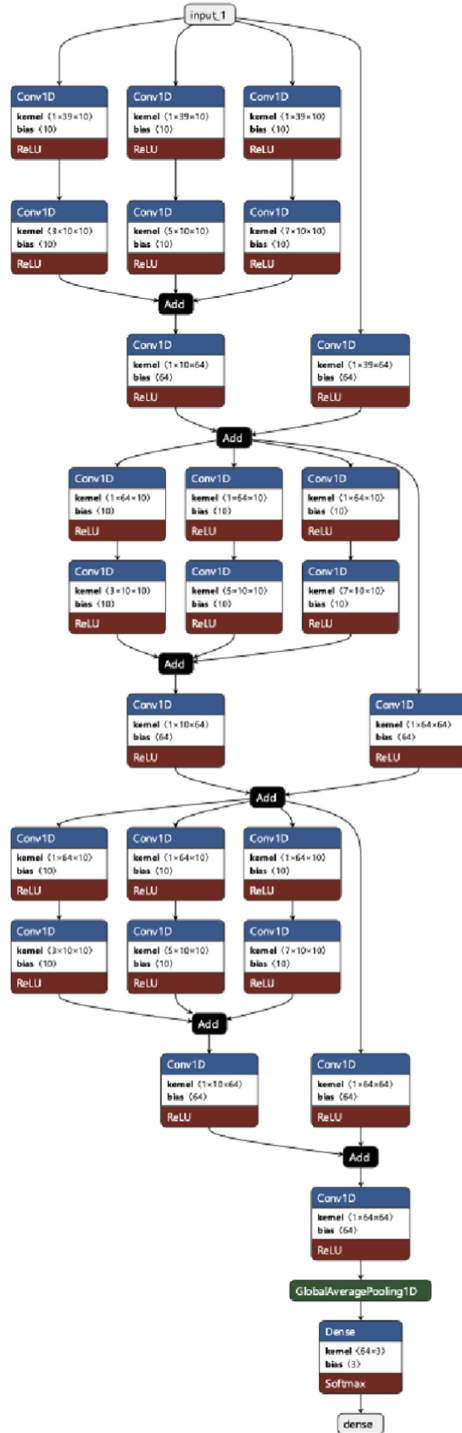 input_1
Conv1D
kernel ⟨1×39×10⟩
bias ⟨10⟩
ReLU
Conv1D
kernel ⟨1×39×10⟩
bias ⟨10⟩
ReLU
Conv1D
kernel ⟨1×39×10⟩
bias ⟨10⟩
ReLU
Conv1D
kernel ⟨3×10×10⟩
bias ⟨10⟩
ReLU
Conv1D
kernel ⟨5×10×10⟩
bias ⟨10⟩
ReLU
Conv1D
kernel ⟨7×10×10⟩
bias ⟨10⟩
ReLU
Add
Conv1D
kernel ⟨1×10×64⟩
bias ⟨64⟩
ReLU
Conv1D
kernel ⟨1×39×64⟩
bias ⟨64⟩
ReLU
Add
Conv1D
kernel ⟨1×64×10⟩
bias ⟨10⟩
ReLU
Conv1D
kernel ⟨1×64×10⟩
bias ⟨10⟩
ReLU
Conv1D
kernel ⟨1×64×10⟩
bias ⟨10⟩
ReLU
Conv1D
kernel ⟨3×10×10⟩
bias ⟨10⟩
ReLU
Conv1D
kernel ⟨5×10×10⟩
bias ⟨10⟩
ReLU
Conv1D
kernel ⟨7×10×10⟩
bias ⟨10⟩
ReLU
Add
Conv1D
kernel ⟨1×10×64⟩
bias ⟨64⟩
ReLU
Conv1D
kernel ⟨1×64×64⟩
bias ⟨64⟩
ReLU
Add
Conv1D
kernel ⟨1×64×10⟩
bias ⟨10⟩
ReLU
Conv1D
kernel ⟨1×64×10⟩
bias ⟨10⟩
ReLU
Conv1D
kernel ⟨1×64×10⟩
bias ⟨10⟩
ReLU
Conv1D
kernel ⟨3×10×10⟩
bias ⟨10⟩
ReLU
Conv1D
kernel ⟨5×10×10⟩
bias ⟨10⟩
ReLU
Conv1D
kernel ⟨7×10×10⟩
bias ⟨10⟩
ReLU
Add
Conv1D
kernel ⟨1×10×64⟩
bias ⟨64⟩
ReLU
Conv1D
kernel ⟨1×64×64⟩
bias ⟨64⟩
ReLU
Add
Conv1D
kernel ⟨1×64×64⟩
bias ⟨64⟩
ReLU
GlobalAveragePooling1D
Dense
kernel ⟨64×3⟩
bias ⟨3⟩
Softmax
dense